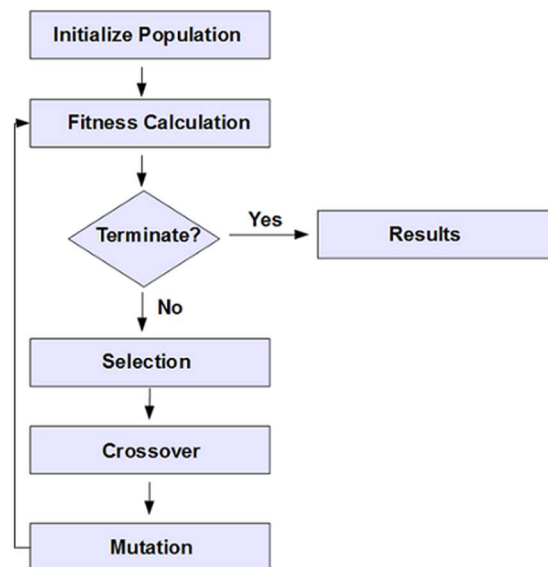 Initialize Population
Fitness Calculation
Terminate?
Yes
Results
No
Selection
Crossover
Mutation